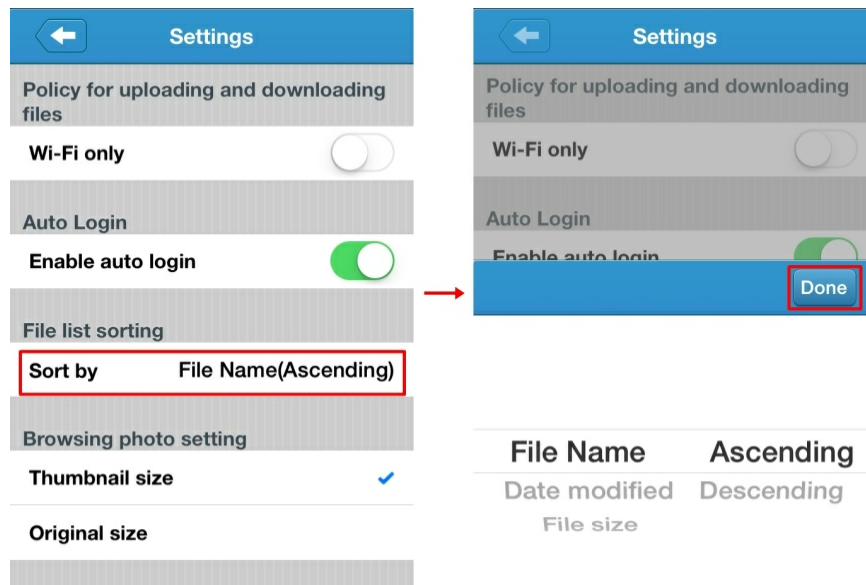 Settings
Policy for uploading and downloading
files
Wi-Fi only
Auto Login
Enable auto login
File list sorting
Sort by File Name(Ascending)
Browsing photo setting
Thumbnail size
Original size
Settings
Policy for uploading and downloading
files
Wi-Fi only
Auto Login
Enable auto login
Done
File Name Ascending
Date modified Descending
File size